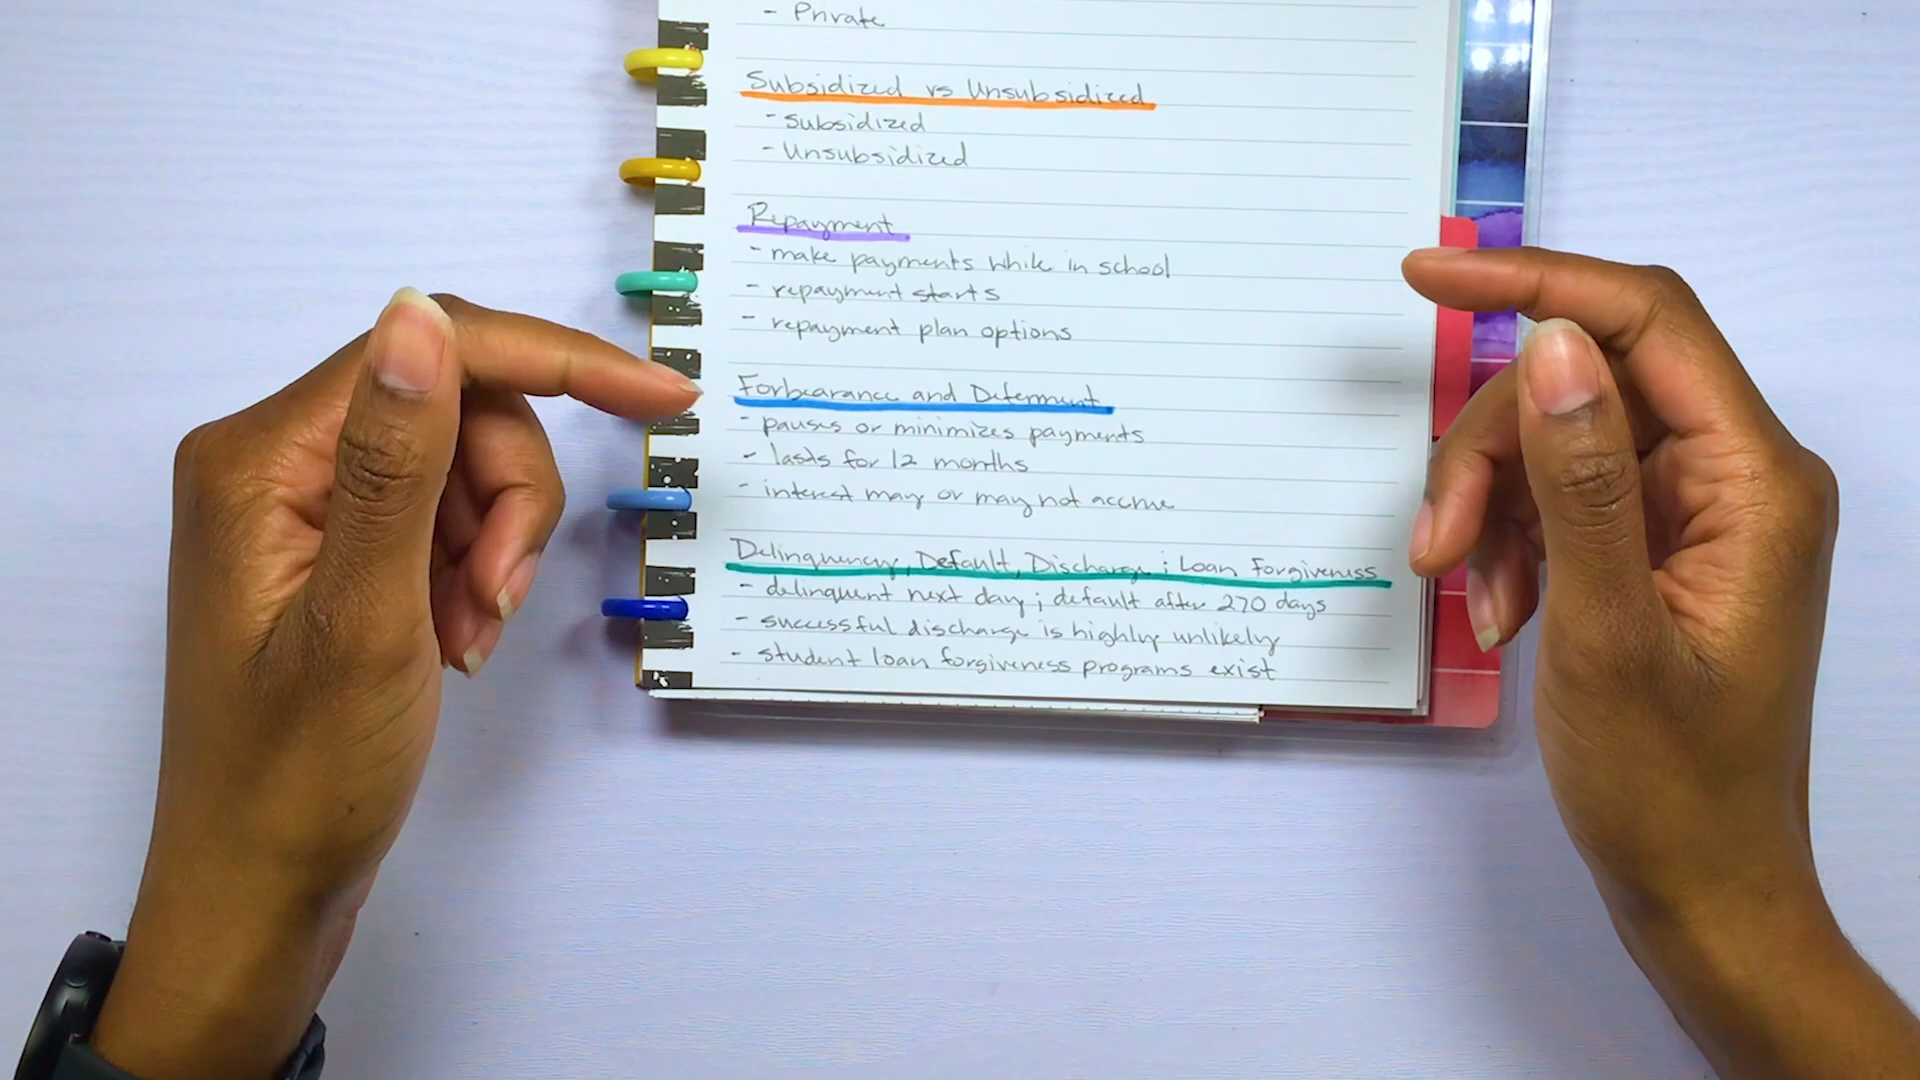 - Private
Subsidized vs Unsubsidized
- subsidized
- Unsubsidized
Repayment
- make payments while in school
- repayment starts
- repayment plan options
Forbearance and Deferment
- pauses or minimizes payments
- lasts for 12 months
- interest may or may not accrue
Delinquency, Default, Discharge ; Loan Forgiveness
- delinquent next day ; default after 270 days
- successful discharge is highly unlikely
- student loan forgiveness programs exist